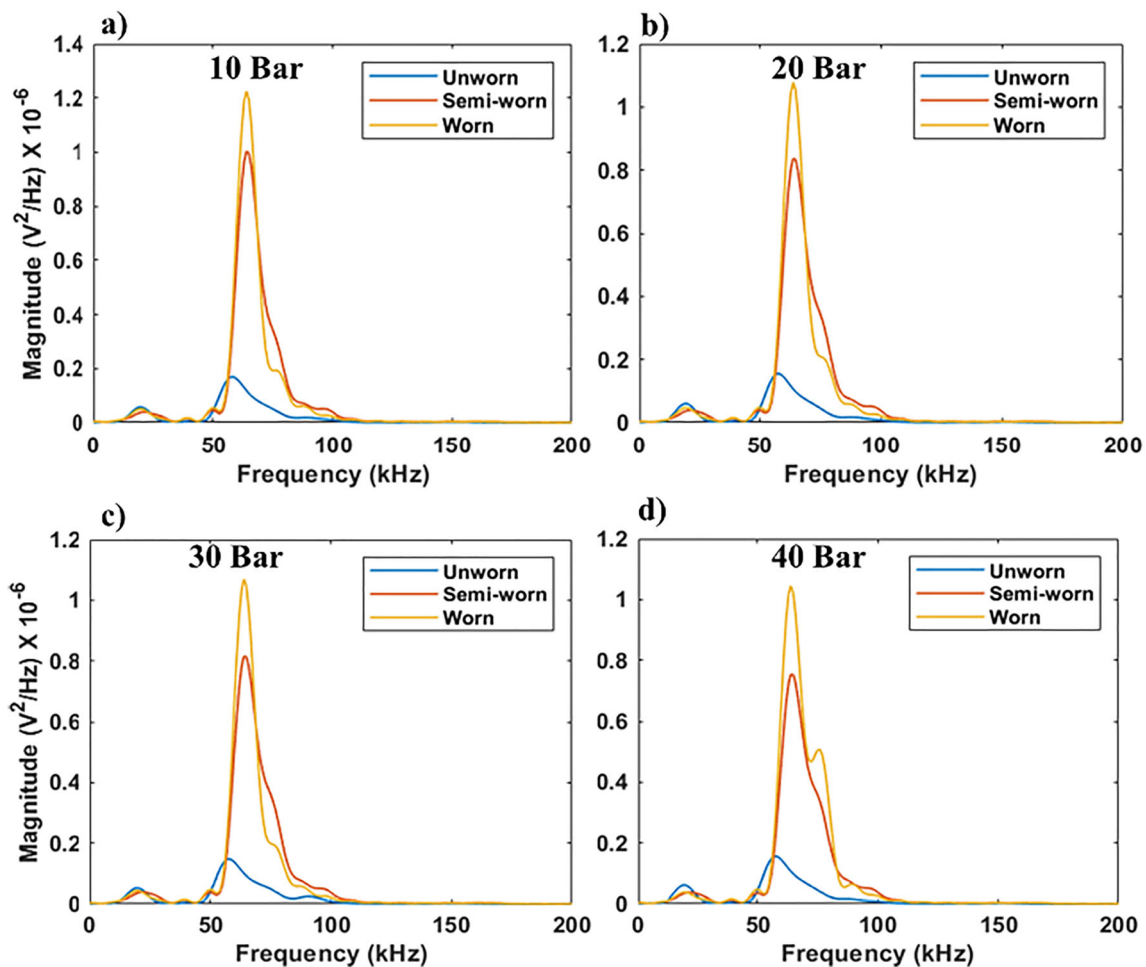 a)
10 Bar
1.4
1.2
1
0.8
0.6
0.4
0.2
0
Magnitude (V²/Hz) X 10⁻⁶
Unworn
Semi-worn
Worn
0 50 100 150 200
Frequency (kHz)
b)
20 Bar
1.2
1
0.8
0.6
0.4
0.2
0
Unworn
Semi-worn
Worn
0 50 100 150 200
Frequency (kHz)
c)
30 Bar
1.2
1
0.8
0.6
0.4
0.2
0
Magnitude (V²/Hz) X 10⁻⁶
Unworn
Semi-worn
Worn
0 50 100 150 200
Frequency (kHz)
d)
40 Bar
1.2
1
0.8
0.6
0.4
0.2
0
Unworn
Semi-worn
Worn
0 50 100 150 200
Frequency (kHz)